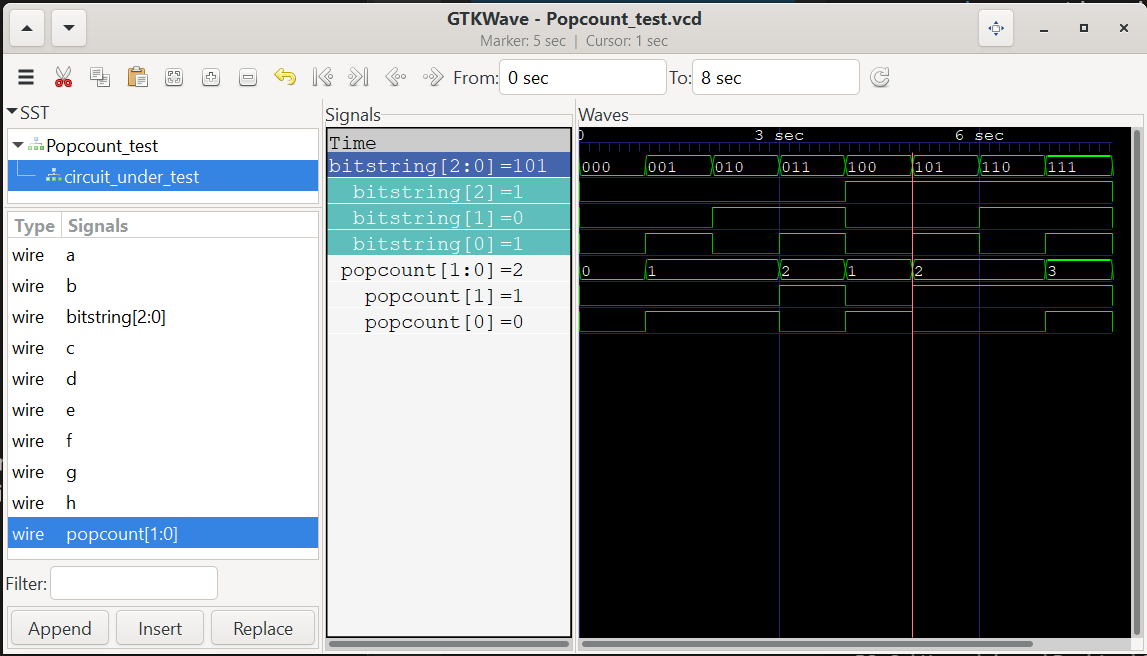 GTKWave - Popcount_test.vcd
Marker: 5 sec | Cursor: 1 sec
From: 0 sec To: 8 sec
SST
Popcount_test
circuit_under_test
Type Signals
wire a
wire b
wire bitstring[2:0]
wire c
wire d
wire e
wire f
wire g
wire h
wire popcount[1:0]
Filter:
Append Insert Replace
Signals
Time
bitstring[2:0]=101
bitstring[2]=1
bitstring[1]=0
bitstring[0]=1
popcount[1:0]=2
popcount[1]=1
popcount[0]=0
Waves
0 3 sec 6 sec
000 001 010 011 100 101 110 111
0 1 2 1 2 3